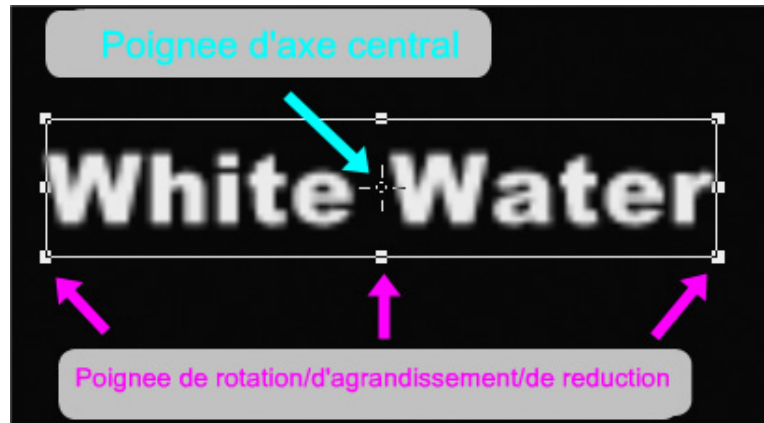 Poignee d'axe central
White Water
Poignee de rotation/d'agrandissement/de reduction